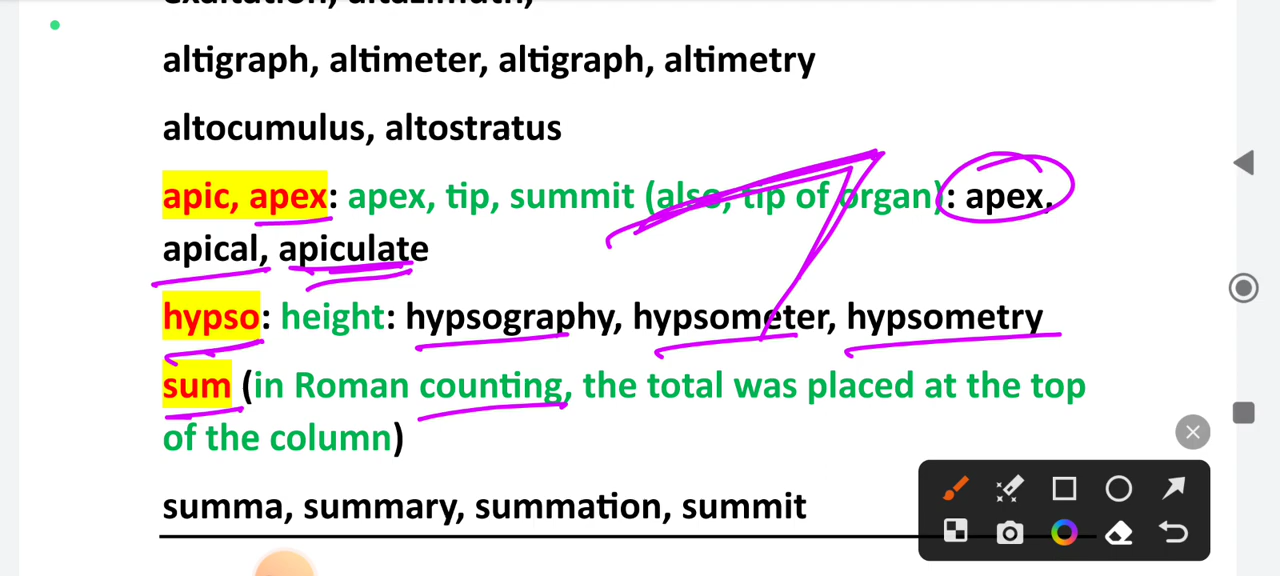 exaltation, altazimuth,
altigraph, altimeter, altigraph, altimetry
altocumulus, altostratus
apic, apex: apex, tip, summit (also, tip of organ): apex,
apical, apiculate
hypso: height: hypsography, hypsometer, hypsometry
sum (in Roman counting, the total was placed at the top
of the column)
summa, summary, summation, summit